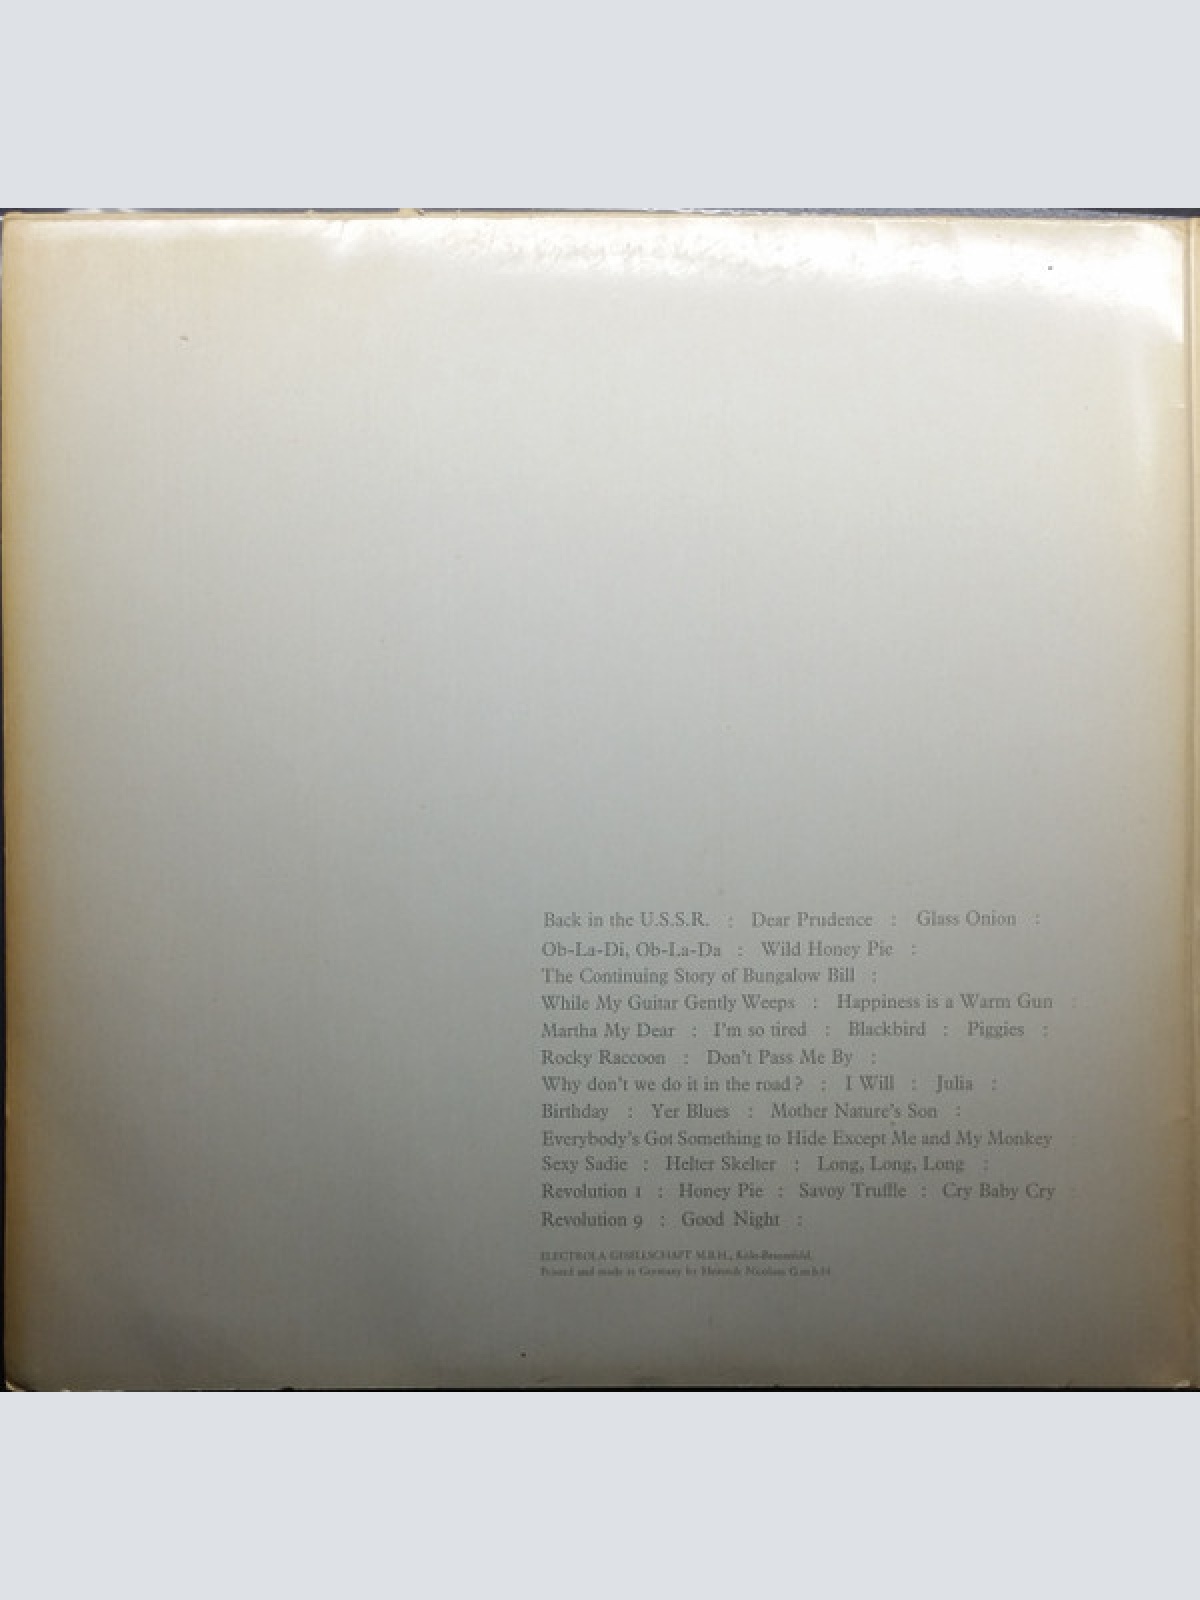 Back in the U.S.S.R. : Dear Prudence : Glass Onion :
Ob-La-Di, Ob-La-Da : Wild Honey Pie :
The Continuing Story of Bungalow Bill :
While My Guitar Gently Weeps : Happiness is a Warm Gun :
Martha My Dear : I'm so tired : Blackbird : Piggies :
Rocky Raccoon : Don't Pass Me By :
Why don't we do it in the road? : I Will : Julia :
Birthday : Yer Blues : Mother Nature's Son :
Everybody's Got Something to Hide Except Me and My Monkey :
Sexy Sadie : Helter Skelter : Long, Long, Long :
Revolution 1 : Honey Pie : Savoy Truffle : Cry Baby Cry :
Revolution 9 : Good Night :
ELECTROLA GESELLSCHAFT M.B.H., Köln-Braunsfeld.
Printed and made in Germany by Heinrich Nicolaus G.m.b.H.